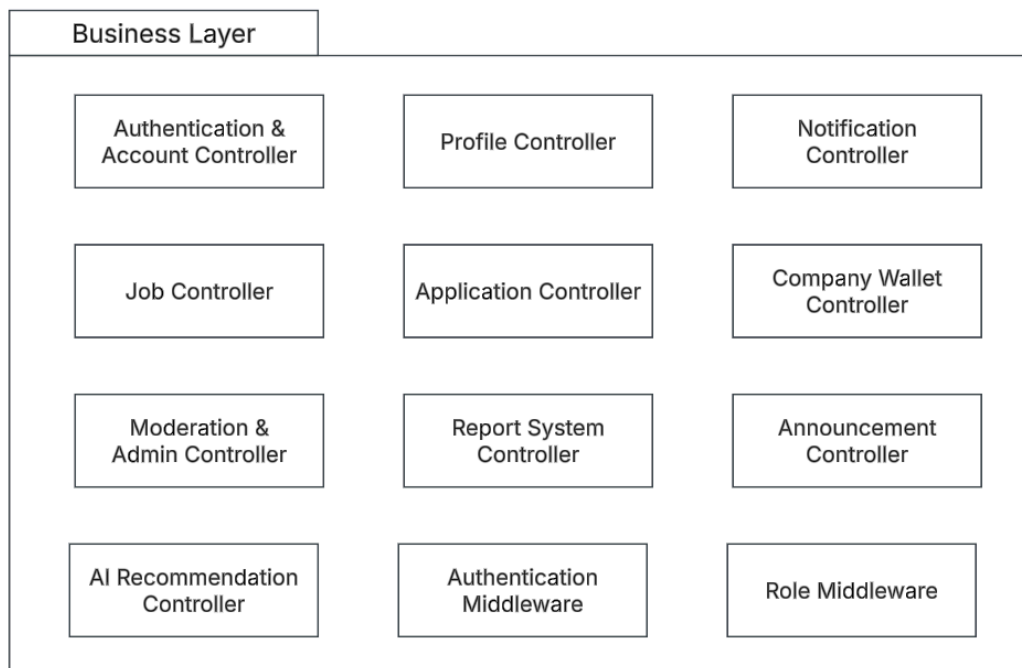 Business Layer
Authentication &
Account Controller
Profile Controller
Notification
Controller
Job Controller
Application Controller
Company Wallet
Controller
Moderation &
Admin Controller
Report System
Controller
Announcement
Controller
AI Recommendation
Controller
Authentication
Middleware
Role Middleware